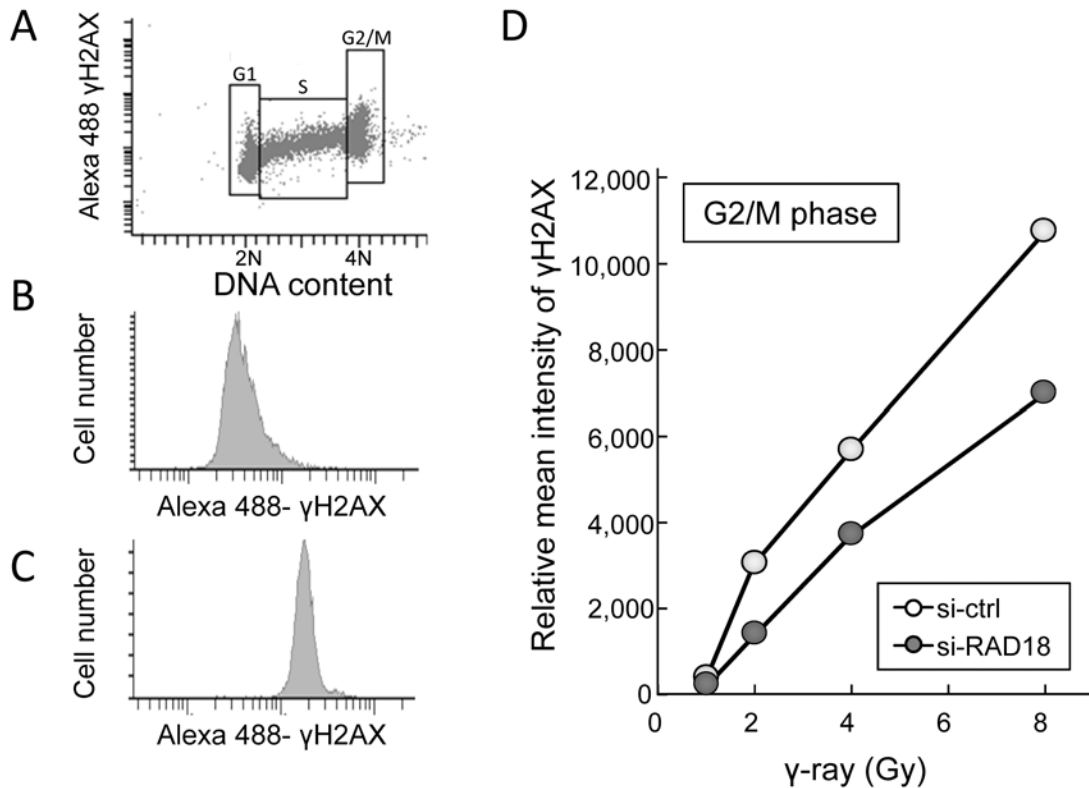 A
Alexa 488 γH2AX
G1
S
G2/M
2N
4N
DNA content
B
Cell number
Alexa 488- γH2AX
C
Cell number
Alexa 488- γH2AX
D
Relative mean intensity of γH2AX
12,000
10,000
8,000
6,000
4,000
2,000
0
G2/M phase
si-ctrl
si-RAD18
0
2
4
6
8
γ-ray (Gy)